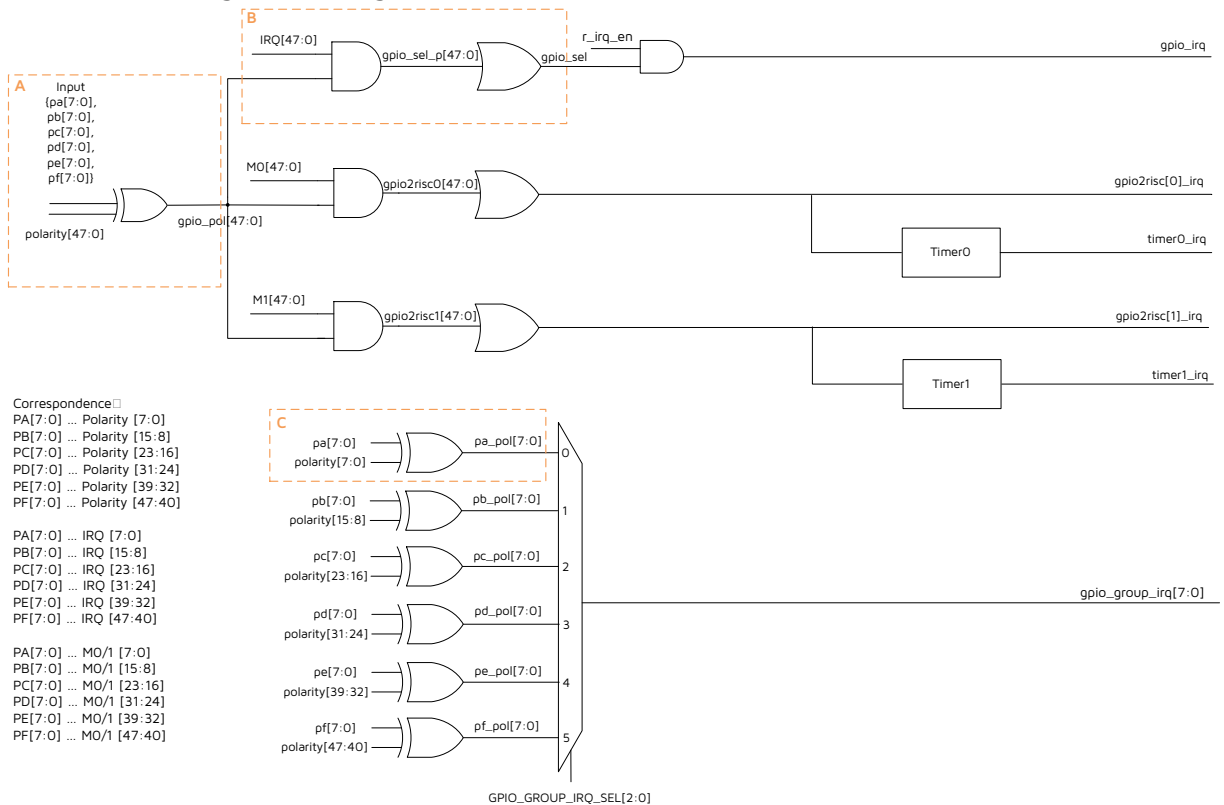 B
IRQ[47:0]
gpio_sel_p[47:0]
gpio_sel
r_irq_en
gpio_irq
A
Input
{pa[7:0],
pb[7:0],
pc[7:0],
pd[7:0],
pe[7:0],
pf[7:0]}
polarity[47:0]
gpio_pol[47:0]
M0[47:0]
gpio2risc0[47:0]
gpio2risc[0]_irq
Timer0
timer0_irq
M1[47:0]
gpio2risc1[47:0]
gpio2risc[1]_irq
Timer1
timer1_irq
Correspondence
PA[7:0] ... Polarity [7:0]
PB[7:0] ... Polarity [15:8]
PC[7:0] ... Polarity [23:16]
PD[7:0] ... Polarity [31:24]
PE[7:0] ... Polarity [39:32]
PF[7:0] ... Polarity [47:40]
PA[7:0] ... IRQ [7:0]
PB[7:0] ... IRQ [15:8]
PC[7:0] ... IRQ [23:16]
PD[7:0] ... IRQ [31:24]
PE[7:0] ... IRQ [39:32]
PF[7:0] ... IRQ [47:40]
PA[7:0] ... M0/1 [7:0]
PB[7:0] ... M0/1 [15:8]
PC[7:0] ... M0/1 [23:16]
PD[7:0] ... M0/1 [31:24]
PE[7:0] ... M0/1 [39:32]
PF[7:0] ... M0/1 [47:40]
C
pa[7:0]
polarity[7:0]
pa_pol[7:0]
0
pb[7:0]
polarity[15:8]
pb_pol[7:0]
1
pc[7:0]
polarity[23:16]
pc_pol[7:0]
2
pd[7:0]
polarity[31:24]
pd_pol[7:0]
3
pe[7:0]
polarity[39:32]
pe_pol[7:0]
4
pf[7:0]
polarity[47:40]
pf_pol[7:0]
5
gpio_group_irq[7:0]
GPIO_GROUP_IRQ_SEL[2:0]